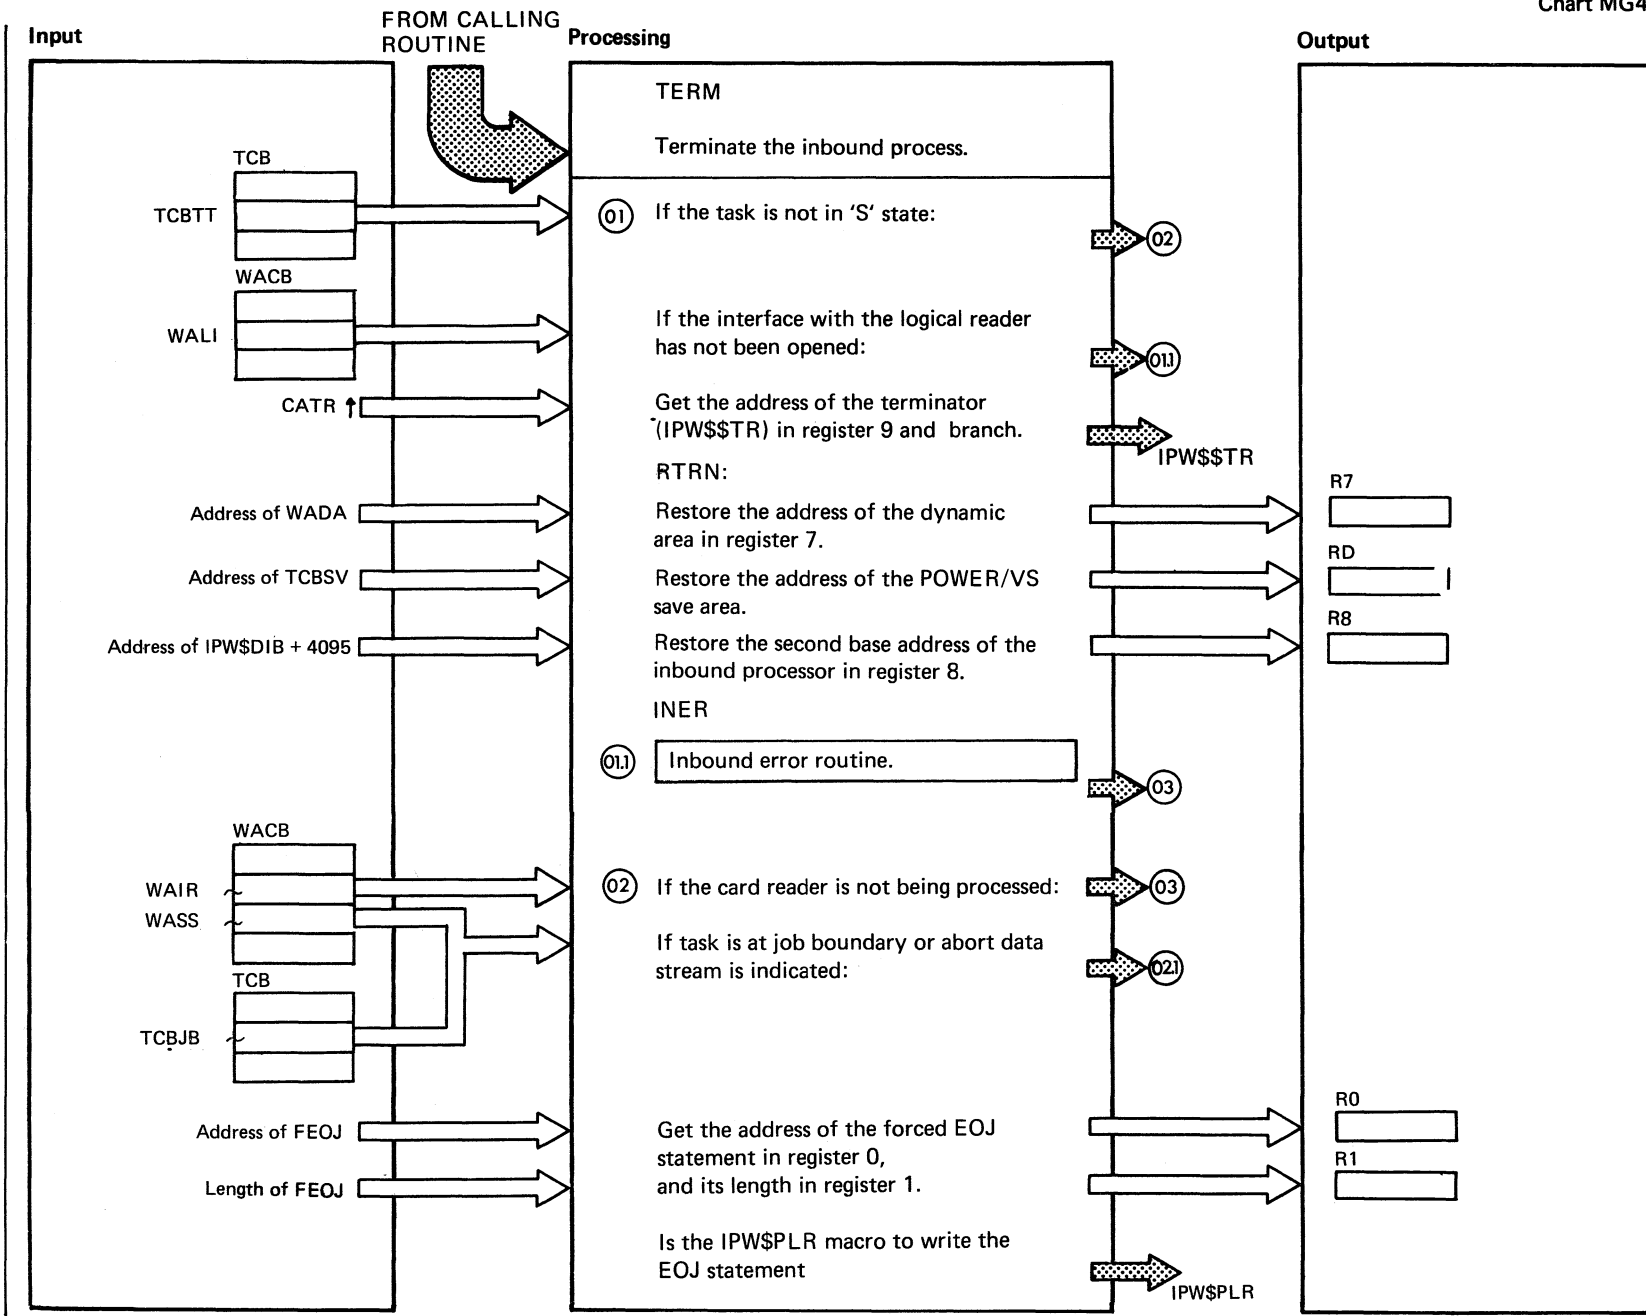 Chart MG4
Input
FROM CALLING
ROUTINE
Processing
Output
TERM
Terminate the inbound process.
TCB
TCBTT
01
If the task is not in 'S' state:
02
WACB
WALI
If the interface with the logical reader
has not been opened:
01.1
CATR
Get the address of the terminator
(IPW$$TR) in register 9 and branch.
IPW$$TR
RTRN:
R7
Address of WADA
Restore the address of the dynamic
area in register 7.
RD
Address of TCBSV
Restore the address of the POWER/VS
save area.
R8
Address of IPW$DIB + 4095
Restore the second base address of the
inbound processor in register 8.
INER
01.1
Inbound error routine.
03
WACB
WAIR
02
If the card reader is not being processed:
03
WASS
If task is at job boundary or abort data
stream is indicated:
02.1
TCB
TCBJB
R0
Address of FEOJ
Get the address of the forced EOJ
statement in register 0,
R1
Length of FEOJ
and its length in register 1.
Is the IPW$PLR macro to write the
EOJ statement
IPW$PLR